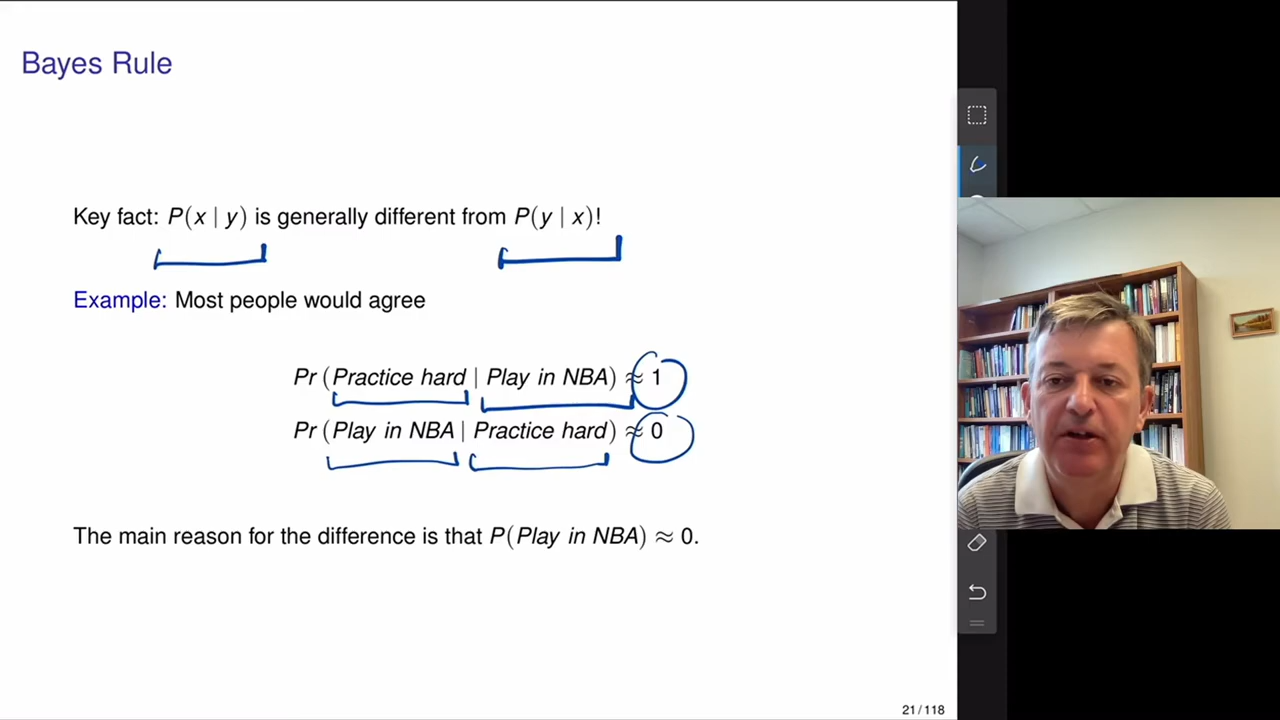 Bayes Rule
Key fact: P(x | y) is generally different from P(y | x)!
Example: Most people would agree
Pr (Practice hard | Play in NBA) ≈ 1
Pr (Play in NBA | Practice hard) ≈ 0
The main reason for the difference is that P(Play in NBA) ≈ 0.
21 / 118